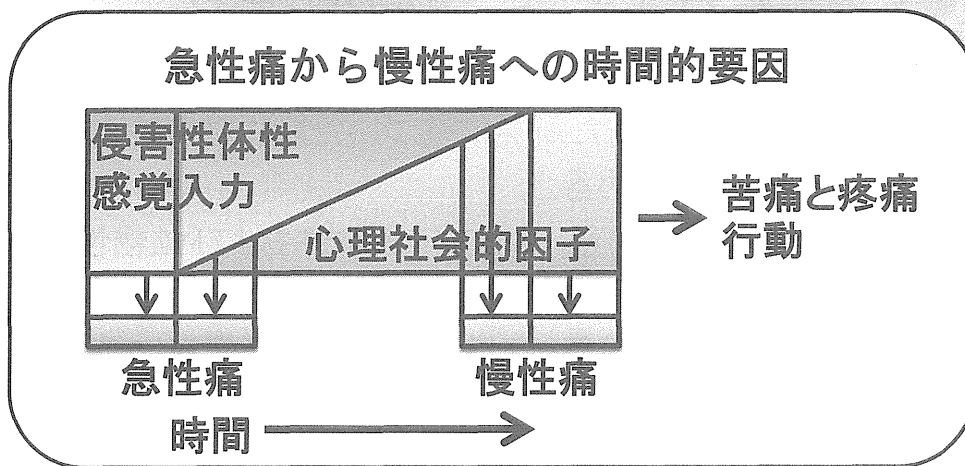 急性痛から慢性痛への時間的要因
侵害性体性
感覚入力
心理社会的因子
苦痛と疼痛
行動
急性痛
慢性痛
時間